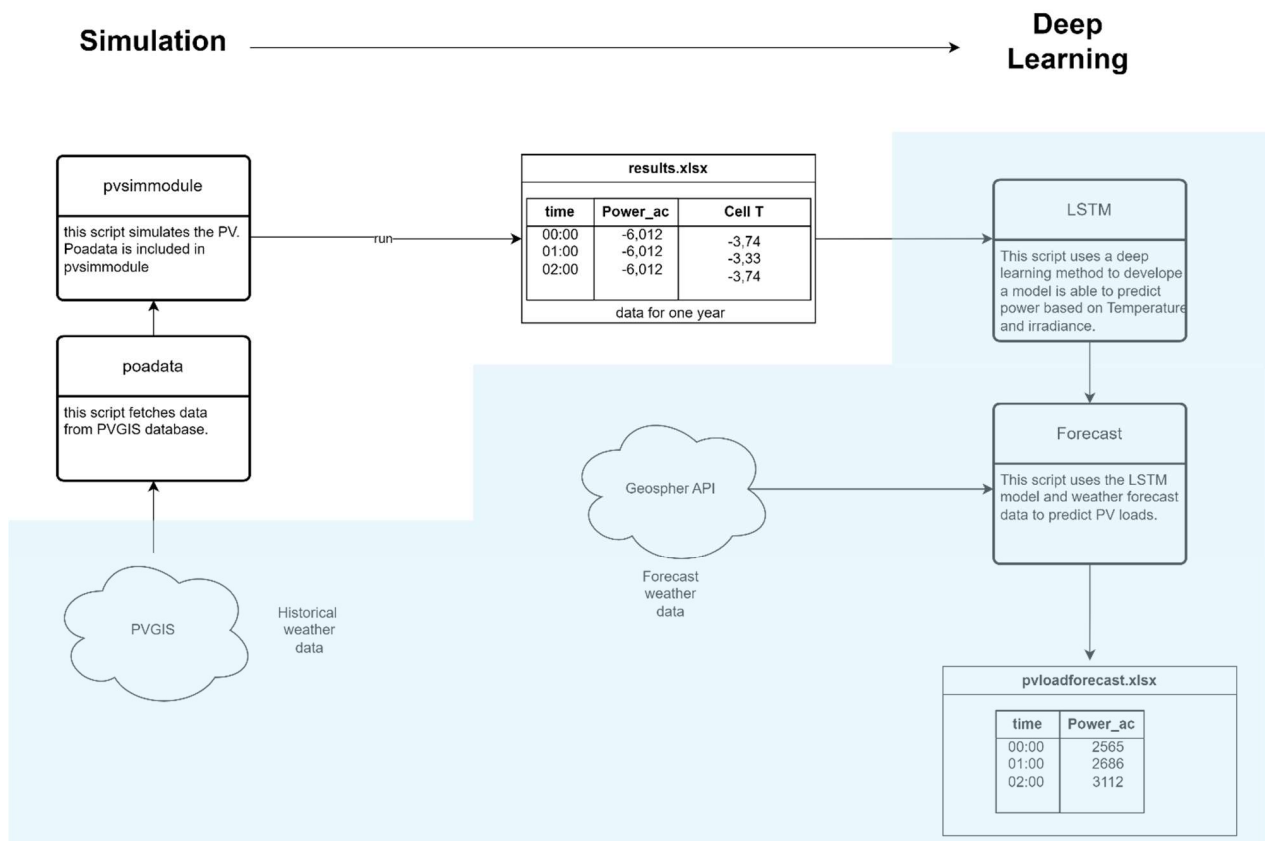 Simulation
Deep
Learning
pvsimmodule
this script simulates the PV.
Poadata is included in
pvsimmodule
run
results.xlsx
time Power_ac Cell T
00:00 -6,012 -3,74
01:00 -6,012 -3,33
02:00 -6,012 -3,74
data for one year
LSTM
This script uses a deep
learning method to develope
a model is able to predict
power based on Temperature
and irradiance.
poadata
this script fetches data
from PVGIS database.
Geospher API
Forecast
weather
data
Forecast
This script uses the LSTM
model and weather forecast
data to predict PV loads.
PVGIS
Historical
weather
data
pvloadforecast.xlsx
time Power_ac
00:00 2565
01:00 2686
02:00 3112